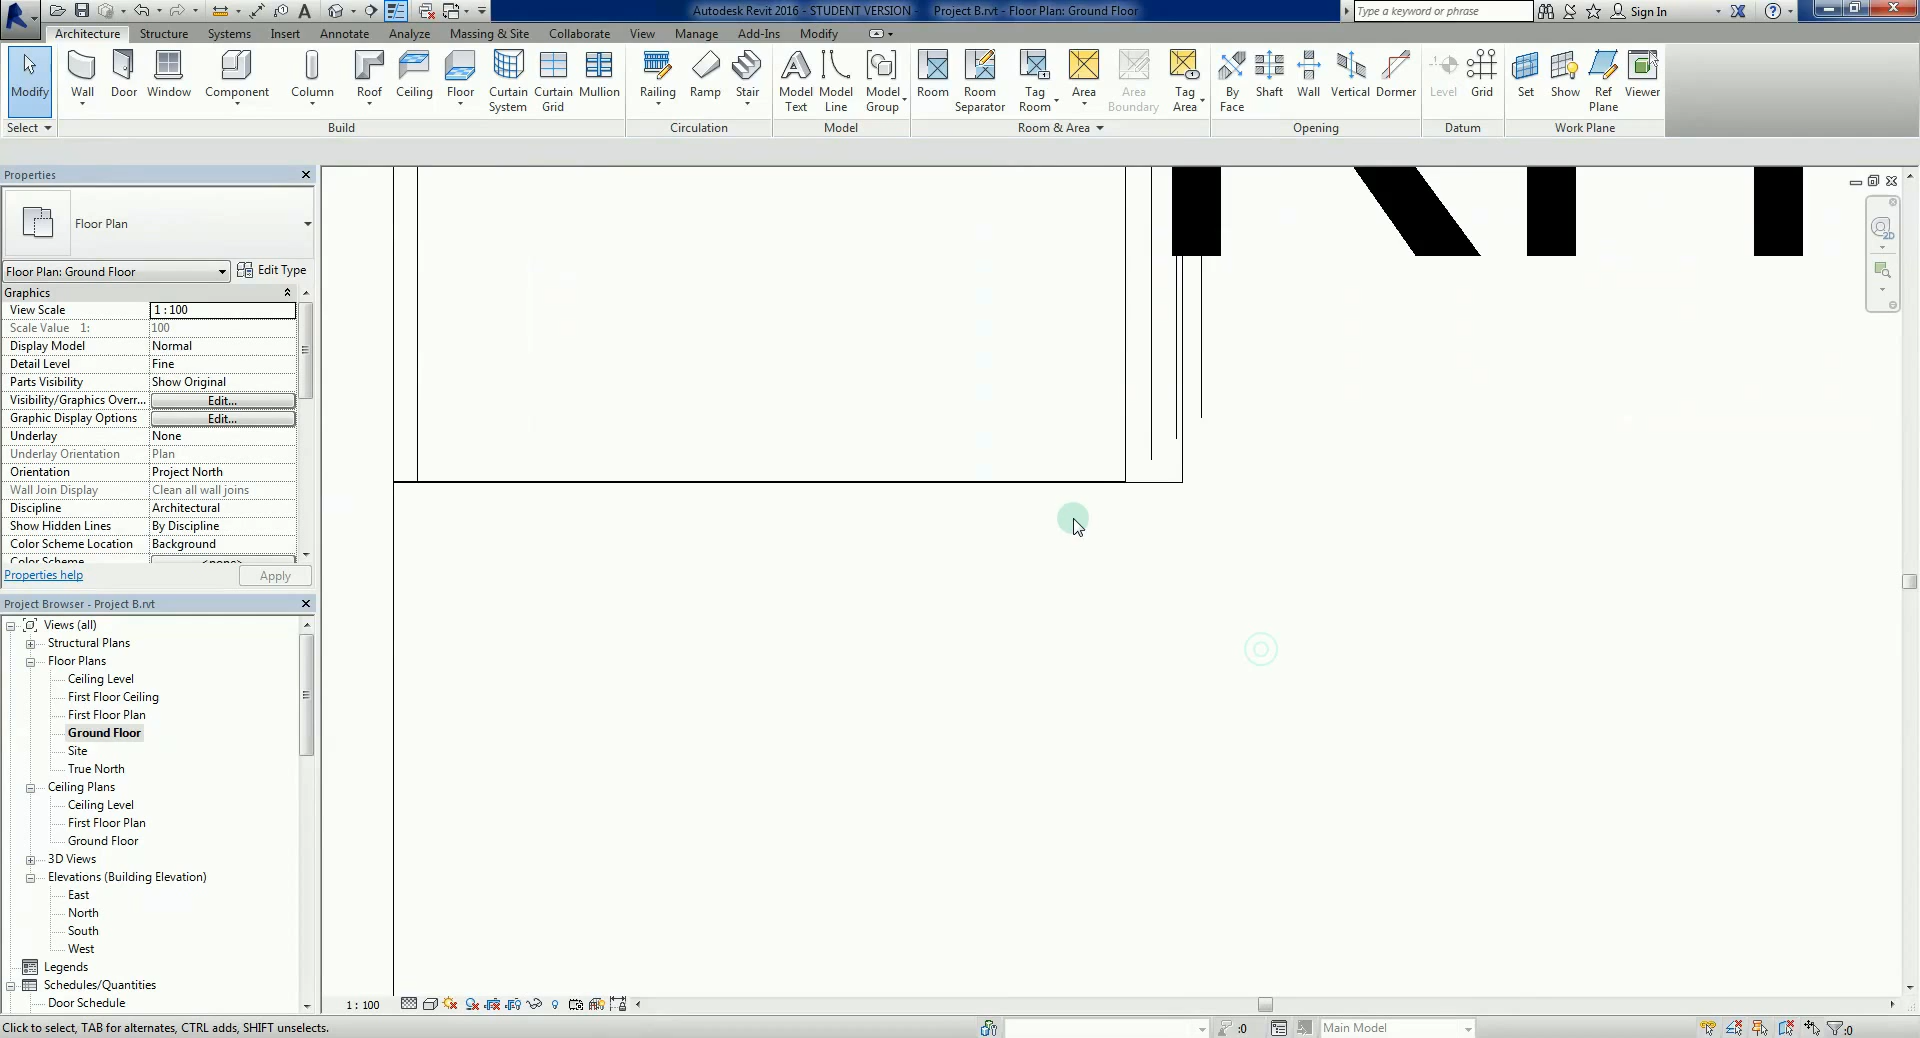 Autodesk Revit 2016 - STUDENT VERSION - Project B.rvt - Floor Plan: Ground Floor
Type a keyword or phrase
Sign In
Architecture Structure Systems Insert Annotate Analyze Massing & Site Collaborate View Manage Add-Ins Modify
Modify Wall Door Window Component Column Roof Ceiling Floor Curtain System Curtain Grid Mullion Railing Ramp Stair Model Text Model Line Model Group Room Room Separator Tag Room Area Area Boundary Tag Area By Face Shaft Wall Vertical Dormer Level Grid Set Show Ref Plane Viewer
Select Build Circulation Model Room & Area Opening Datum Work Plane
Properties
Floor Plan
Floor Plan: Ground Floor Edit Type
Graphics
View Scale 1 : 100
Scale Value 1: 100
Display Model Normal
Detail Level Fine
Parts Visibility Show Original
Visibility/Graphics Overr... Edit...
Graphic Display Options Edit...
Underlay None
Underlay Orientation Plan
Orientation Project North
Wall Join Display Clean all wall joins
Discipline Architectural
Show Hidden Lines By Discipline
Color Scheme Location Background
Color Scheme <none>
Properties help Apply
Project Browser - Project B.rvt
Views (all)
Structural Plans
Floor Plans
Ceiling Level
First Floor Ceiling
First Floor Plan
Ground Floor
Site
True North
Ceiling Plans
Ceiling Level
First Floor Plan
Ground Floor
3D Views
Elevations (Building Elevation)
East
North
South
West
Legends
Schedules/Quantities
Door Schedule
2D
1 : 100
Click to select, TAB for alternates, CTRL adds, SHIFT unselects.
:0
Main Model
:0